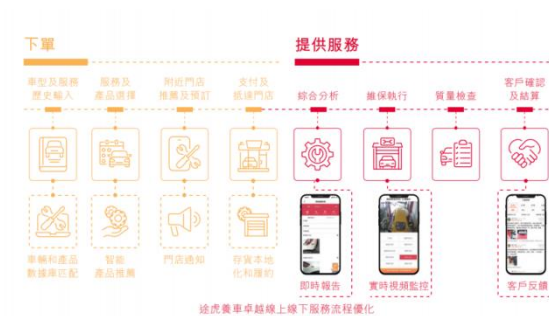 下單
提供服務
車型及服務
歷史輸入
服務及
產品選擇
附近門店
推薦及預訂
支付及
抵達門店
綜合分析
維保執行
質量檢查
客戶確認
及結算
車輛和產品
數據庫匹配
智能
產品推薦
門店通知
存貨本地
化和履約
即時報告
實時視頻監控
客戶反饋
途虎養車卓越線上線下服務流程優化